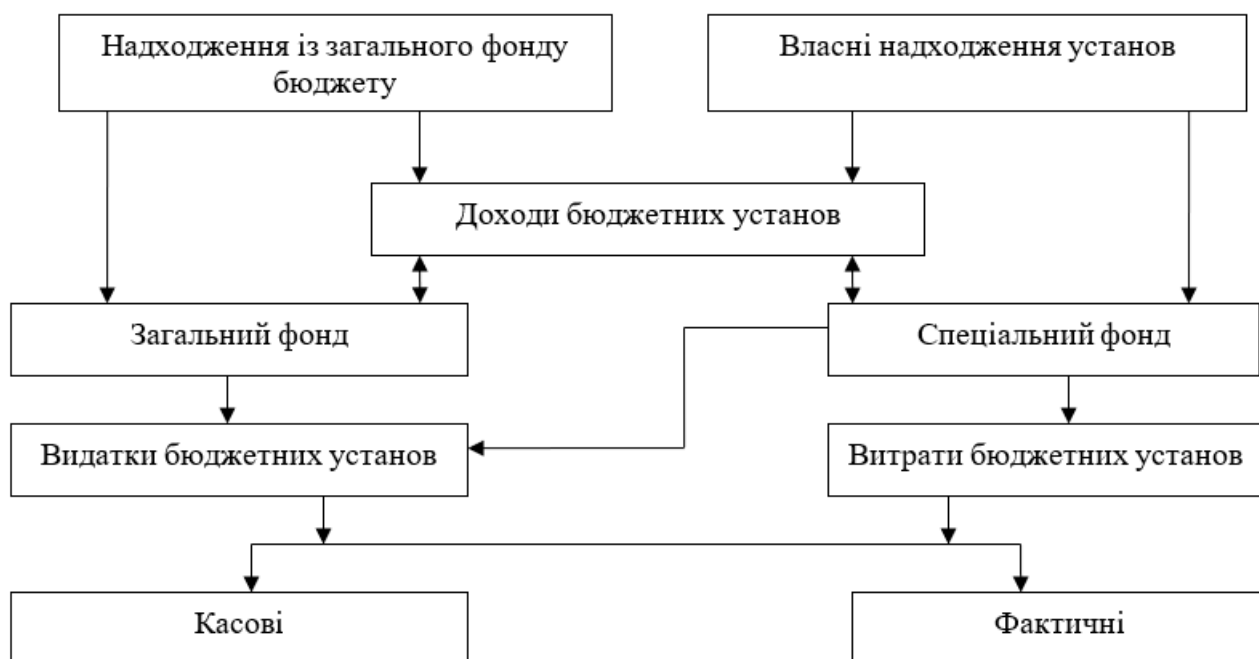 Надходження із загального фонду
бюджету
Власні надходження установ
Доходи бюджетних установ
Загальний фонд
Спеціальний фонд
Видатки бюджетних установ
Витрати бюджетних установ
Касові
Фактичні